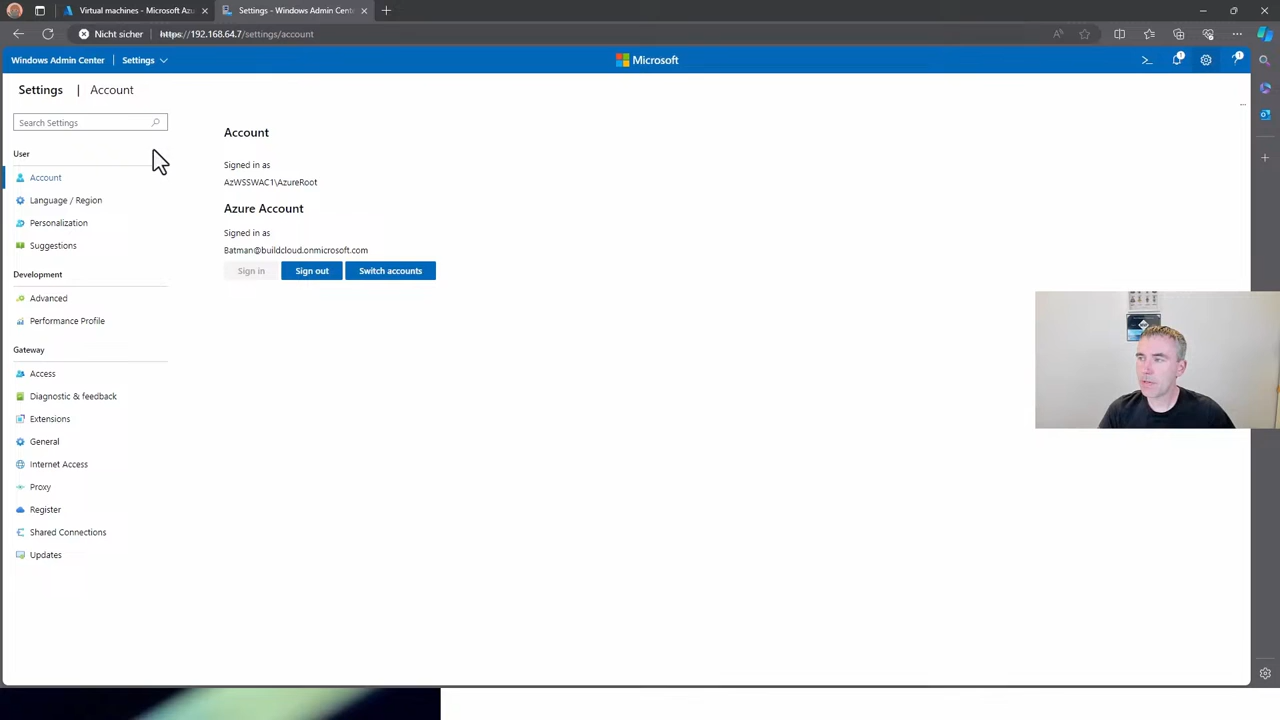 Virtual machines - Microsoft Azu
Settings - Windows Admin Cente
Nicht sicher
https://192.168.64.7/settings/account
Windows Admin Center
Settings
Microsoft
Settings | Account
Search Settings
User
Account
Language / Region
Personalization
Suggestions
Development
Advanced
Performance Profile
Gateway
Access
Diagnostic & feedback
Extensions
General
Internet Access
Proxy
Register
Shared Connections
Updates
Account
Signed in as
AzWSSWAC1\AzureRoot
Azure Account
Signed in as
Batman@buildcloud.onmicrosoft.com
Sign in
Sign out
Switch accounts